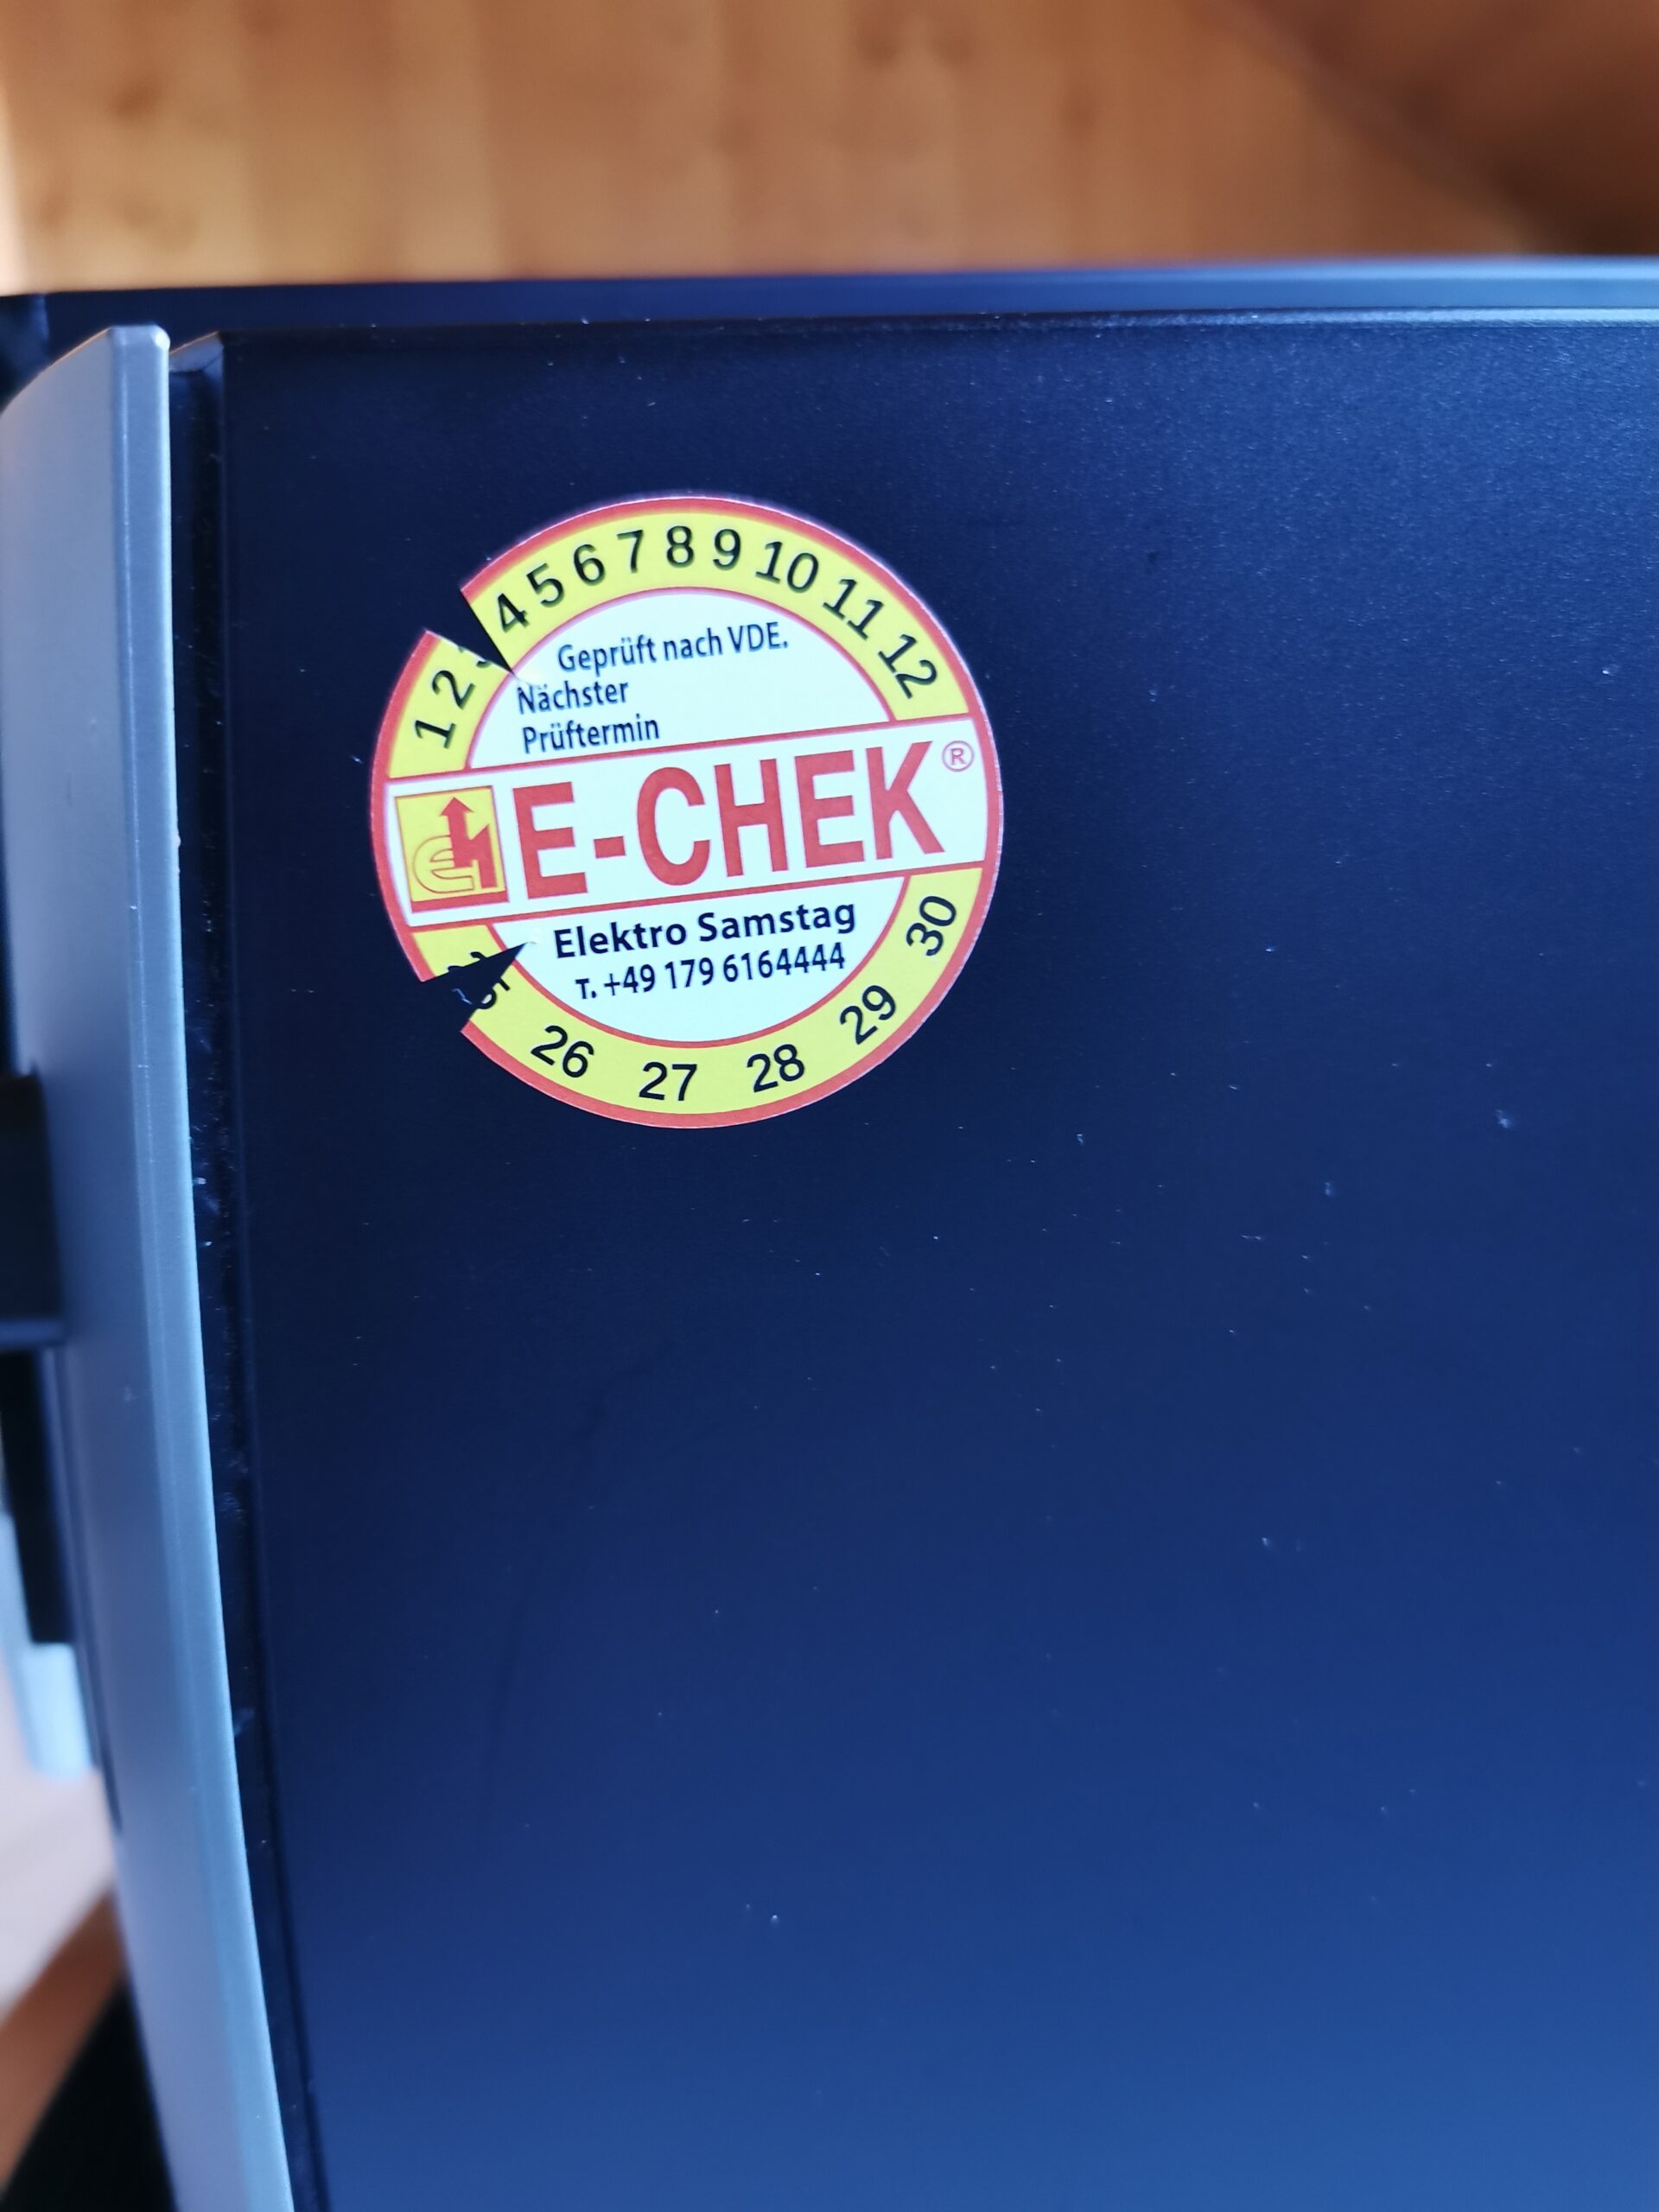 1 2 4 5 6 7 8 9 10 11 12
Geprüft nach VDE.
Nächster
Prüftermin
E-CHEK®
Elektro Samstag
T. +49 179 6164444
26 27 28 29 30